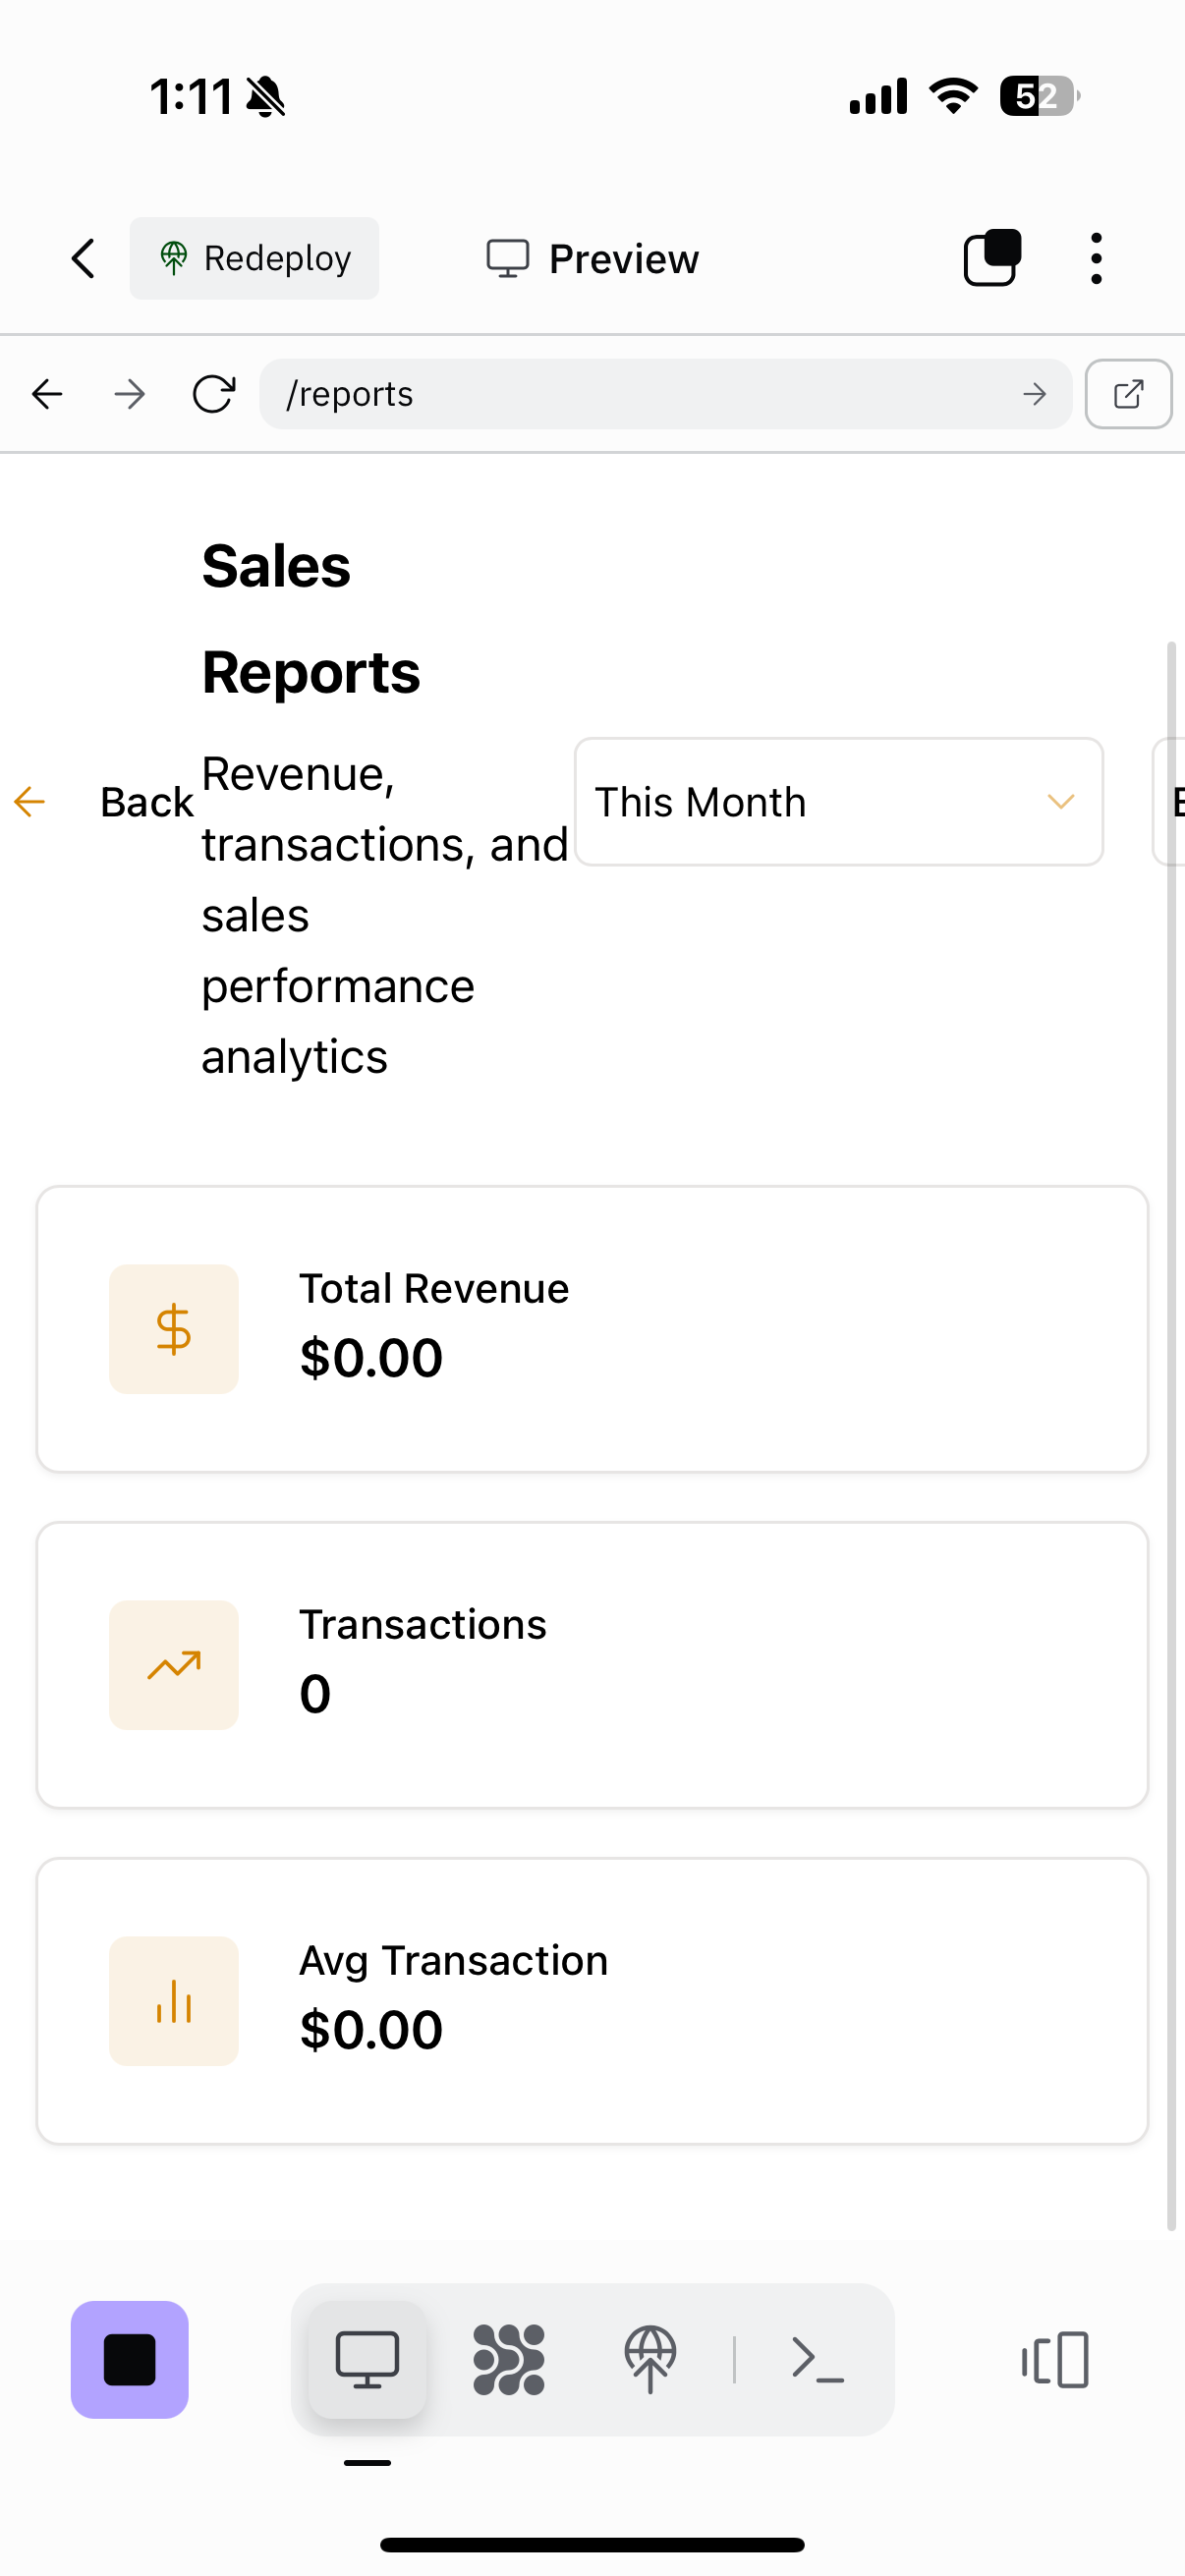 1:11
52
Redeploy
Preview
/reports
Sales
Reports
Back
Revenue,
transactions, and
sales
performance
analytics
This Month
Total Revenue
$0.00
Transactions
0
Avg Transaction
$0.00